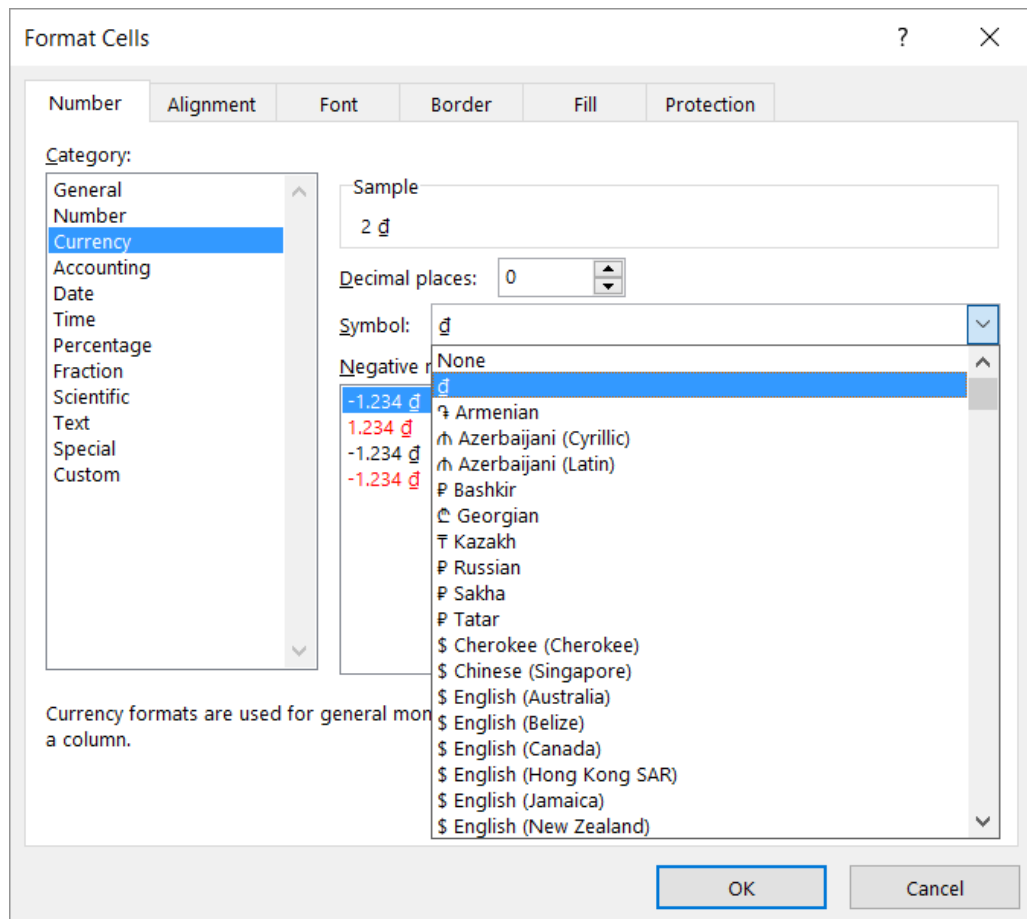 Format Cells ?
Number Alignment Font Border Fill Protection
Category:
General
Number
Currency
Accounting
Date
Time
Percentage
Fraction
Scientific
Text
Special
Custom
Sample
2 ₫
Decimal places: 0
Symbol: ₫
Negative
-1.234 ₫
1.234 ₫
-1.234 ₫
-1.234 ₫
None
₫
֏ Armenian
₼ Azerbaijani (Cyrillic)
₼ Azerbaijani (Latin)
₽ Bashkir
₾ Georgian
₸ Kazakh
₽ Russian
₽ Sakha
₽ Tatar
$ Cherokee (Cherokee)
$ Chinese (Singapore)
$ English (Australia)
$ English (Belize)
$ English (Canada)
$ English (Hong Kong SAR)
$ English (Jamaica)
$ English (New Zealand)
Currency formats are used for general
a column.
OK Cancel